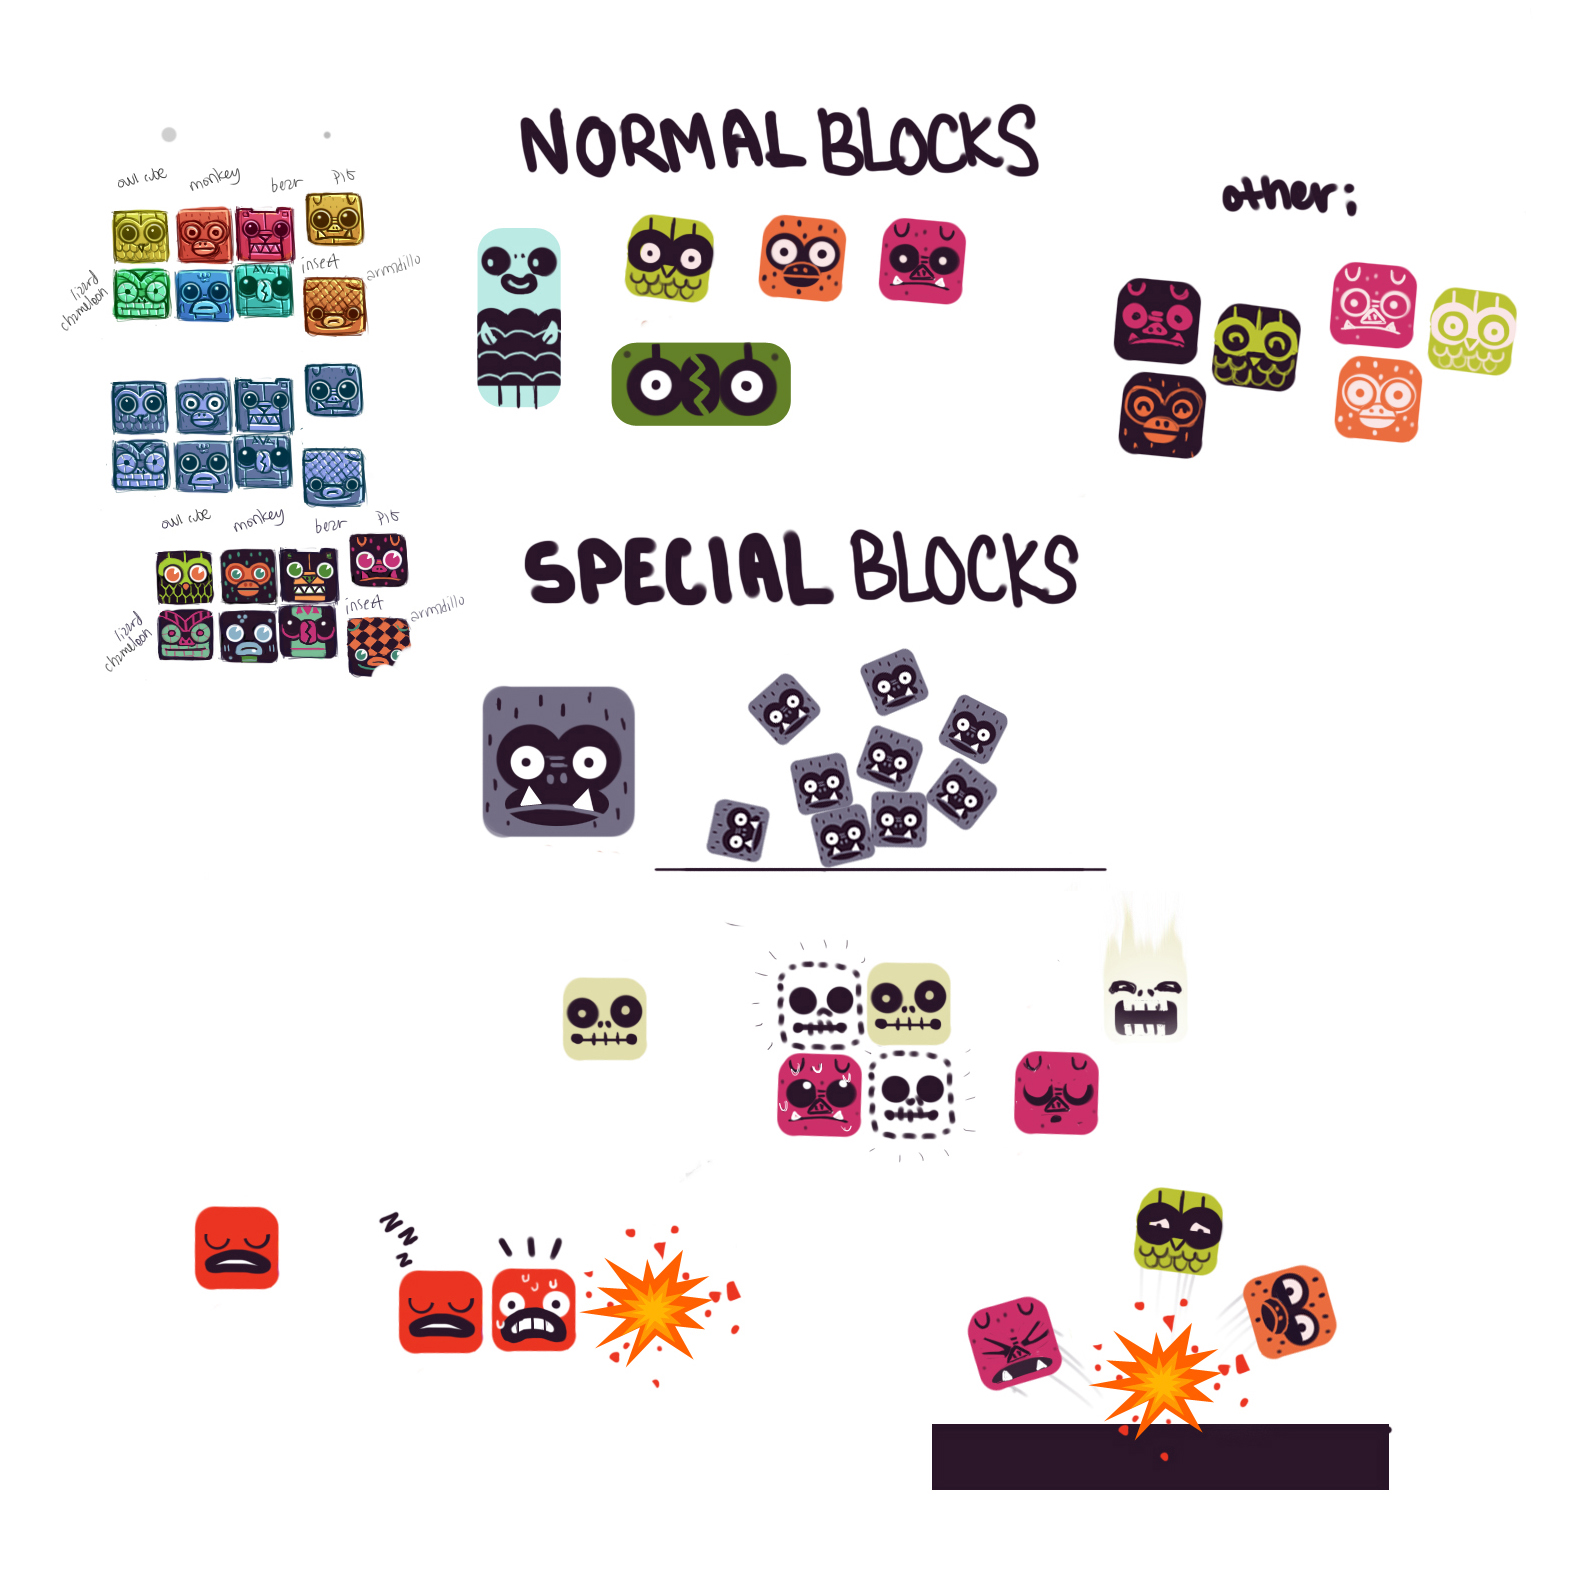 NORMAL BLOCKS
other:
owl cube
monkey
bear
pig
insect
armadillo
lizard
chameleon
owl cube
monkey
bear
pig
insect
armadillo
lizard
chameleon
SPECIAL BLOCKS
ZZZ